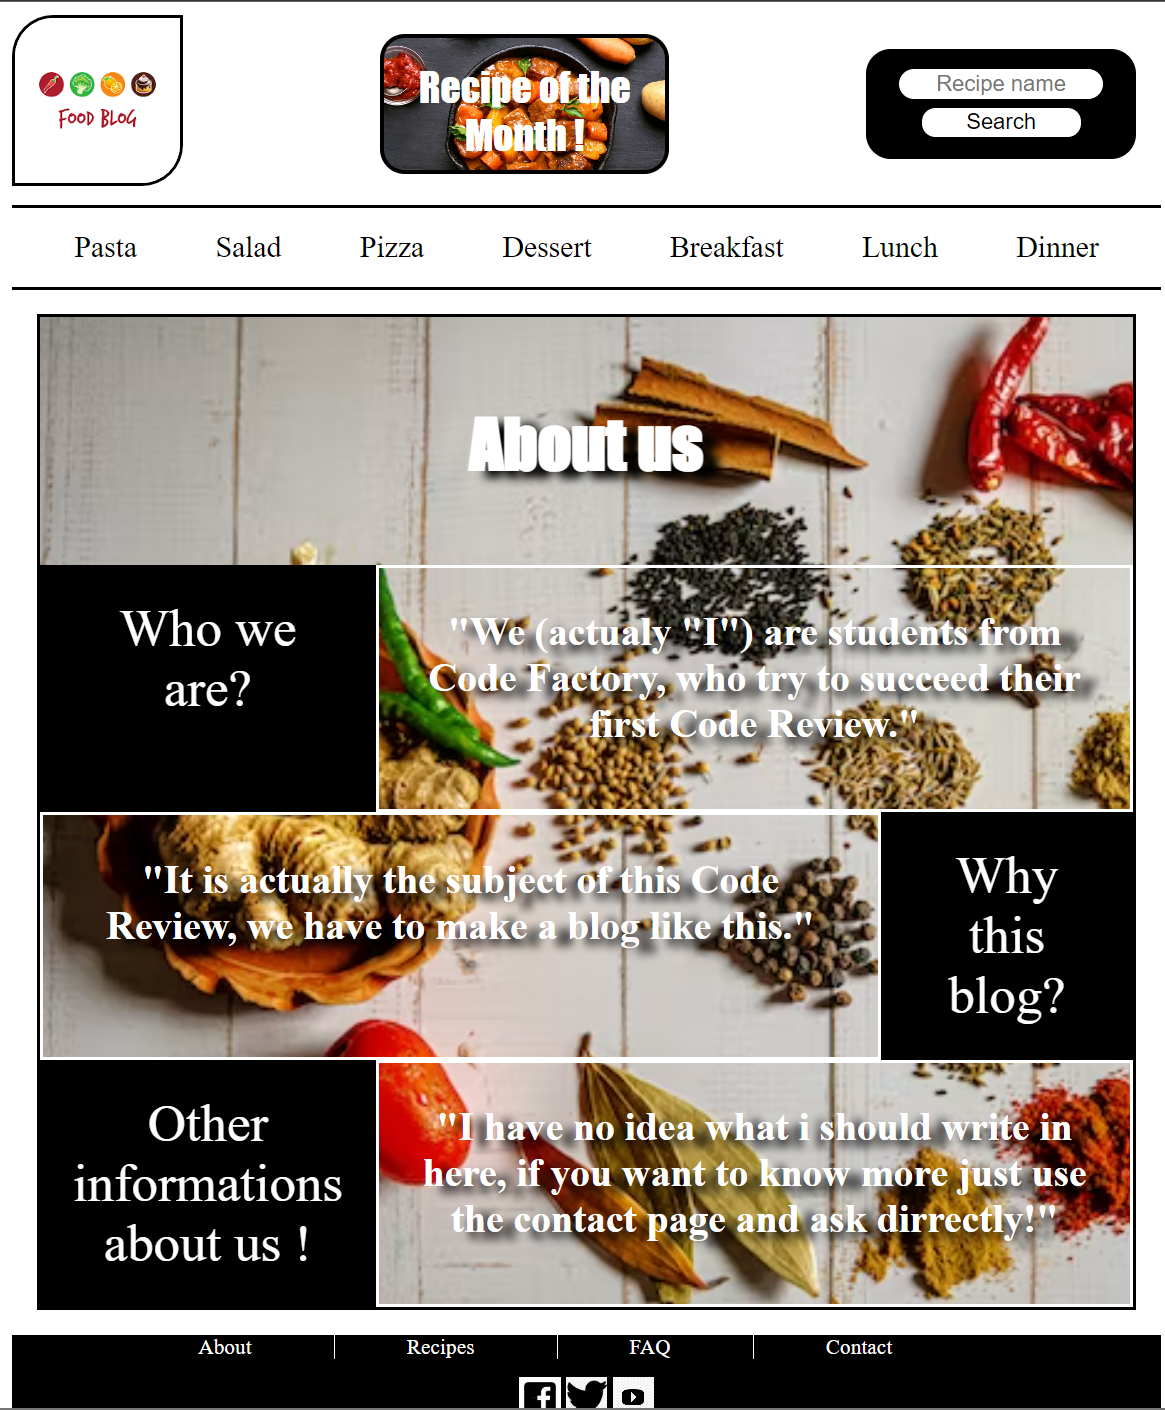 Food Blog
Recipe of the
Month !
Recipe name
Search
Pasta Salad Pizza Dessert Breakfast Lunch Dinner
About us
Who we
are?
"We (actualy "I") are students from
Code Factory, who try to succeed their
first Code Review."
"It is actually the subject of this Code
Review, we have to make a blog like this."
Why
this
blog?
Other
informations
about us !
"I have no idea what i should write in
here, if you want to know more just use
the contact page and ask dirrectly!"
About Recipes FAQ Contact